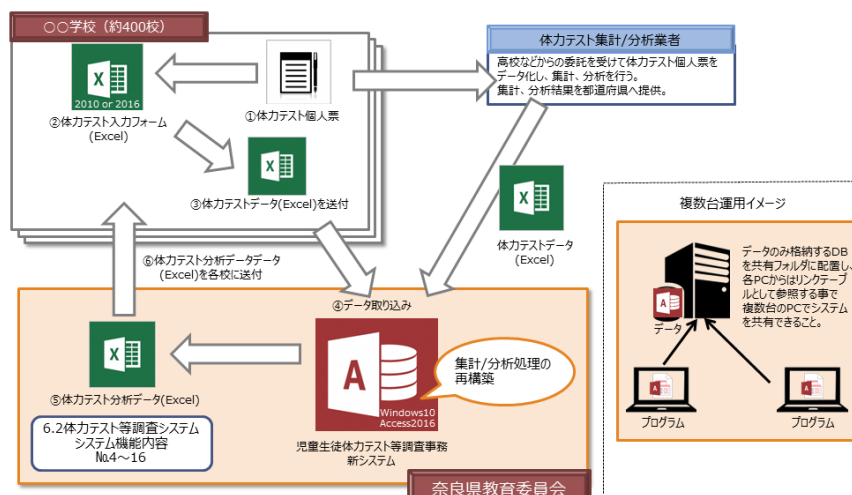 ○○学校（約400校）
2010 or 2016
②体力テスト入力フォーム
(Excel)
①体力テスト個人票
③体力テストデータ(Excel)を送付
体力テスト集計/分析業者
高校などからの委託を受けて体力テスト個人票を
データ化し、集計、分析を行う。
集計、分析結果を都道府県へ提供。
体力テストデータ
(Excel)
⑥体力テスト分析データデータ
(Excel)を各校に送付
④データ取り込み
A
Windows10
Access2016
集計/分析処理の
再構築
児童生徒体力テスト等調査事務
新システム
⑤体力テスト分析データ(Excel)
6.2体力テスト等調査システム
システム機能内容
№4～16
奈良県教育委員会
複数台運用イメージ
データのみ格納するDB
を共有フォルダに配置し、
各PCからはリンクテーブ
ルとして参照する事で
複数台のPCでシステム
を共有できること。
データ
プログラム
プログラム